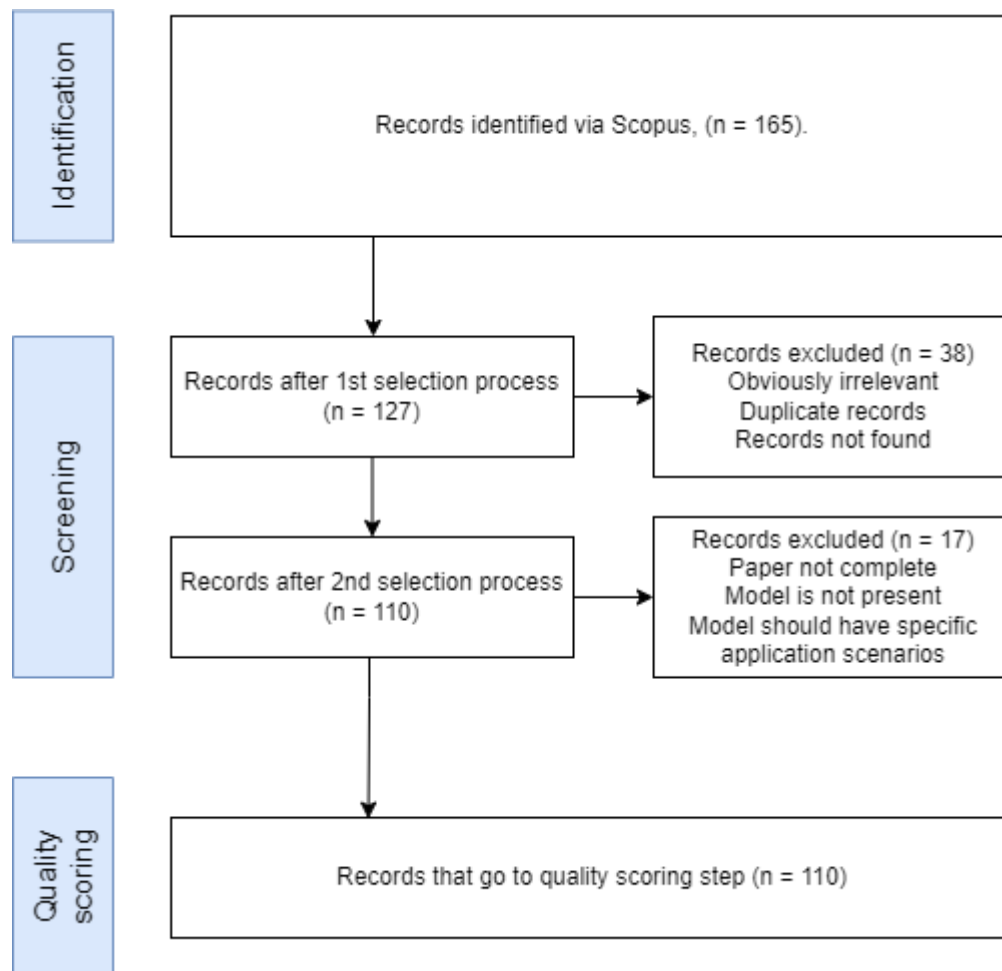 Identification
Records identified via Scopus, (n = 165).
Screening
Records after 1st selection process
(n = 127)
Records excluded (n = 38)
Obviously irrelevant
Duplicate records
Records not found
Records after 2nd selection process
(n = 110)
Records excluded (n = 17)
Paper not complete
Model is not present
Model should have specific
application scenarios
Quality
scoring
Records that go to quality scoring step (n = 110)